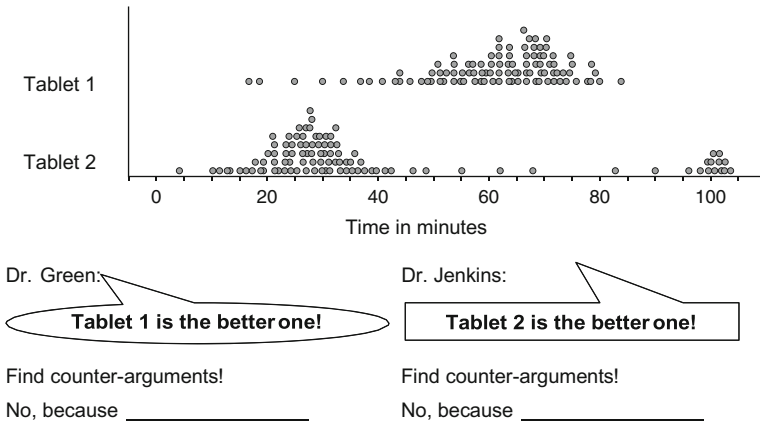 Tablet 1
Tablet 2
0 20 40 60 80 100
Time in minutes
Dr. Green:
Tablet 1 is the better one!
Find counter-arguments!
No, because
Dr. Jenkins:
Tablet 2 is the better one!
Find counter-arguments!
No, because